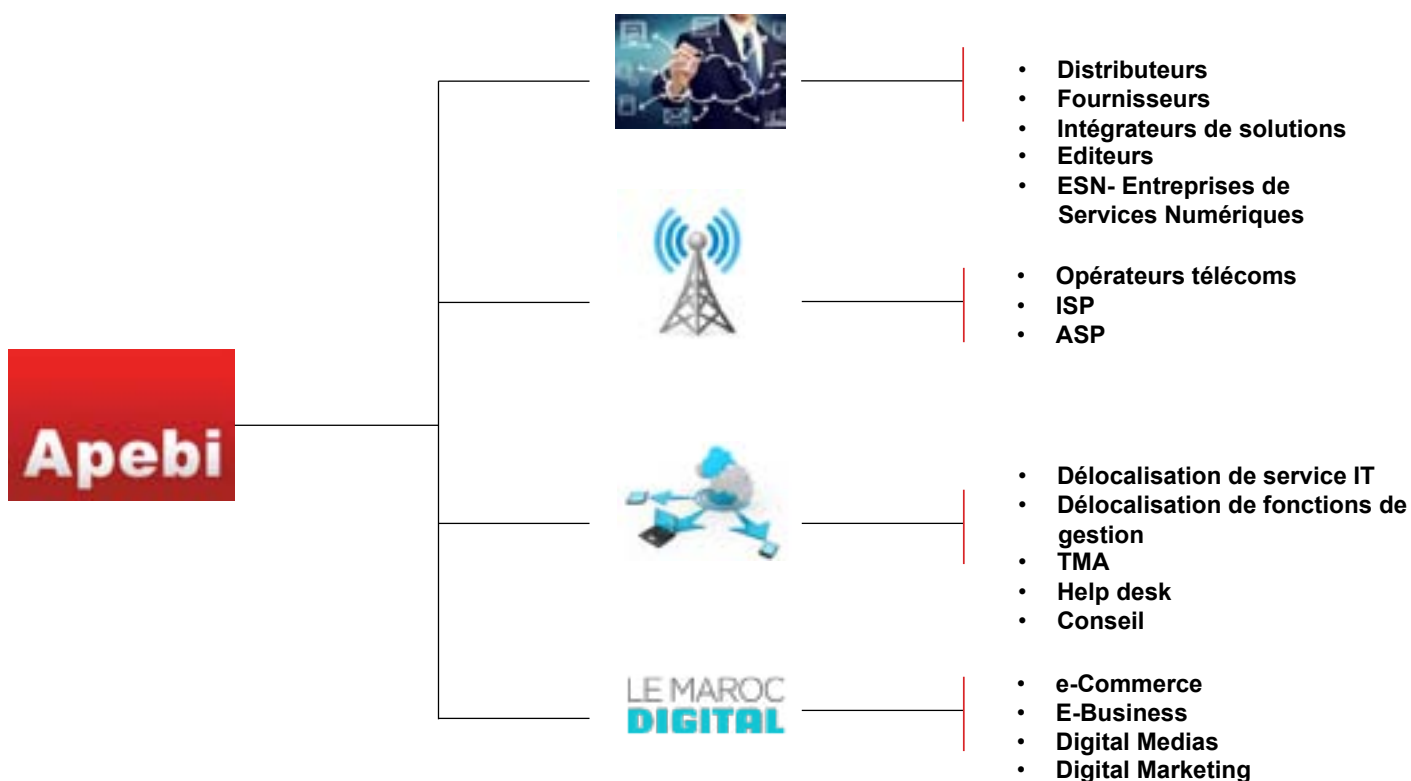 Apebi
• Distributeurs
• Fournisseurs
• Intégrateurs de solutions
• Editeurs
• ESN- Entreprises de
Services Numériques
• Opérateurs télécoms
• ISP
• ASP
• Délocalisation de service IT
• Délocalisation de fonctions de
gestion
• TMA
• Help desk
• Conseil
LE MAROC
DIGITAL
• e-Commerce
• E-Business
• Digital Medias
• Digital Marketing